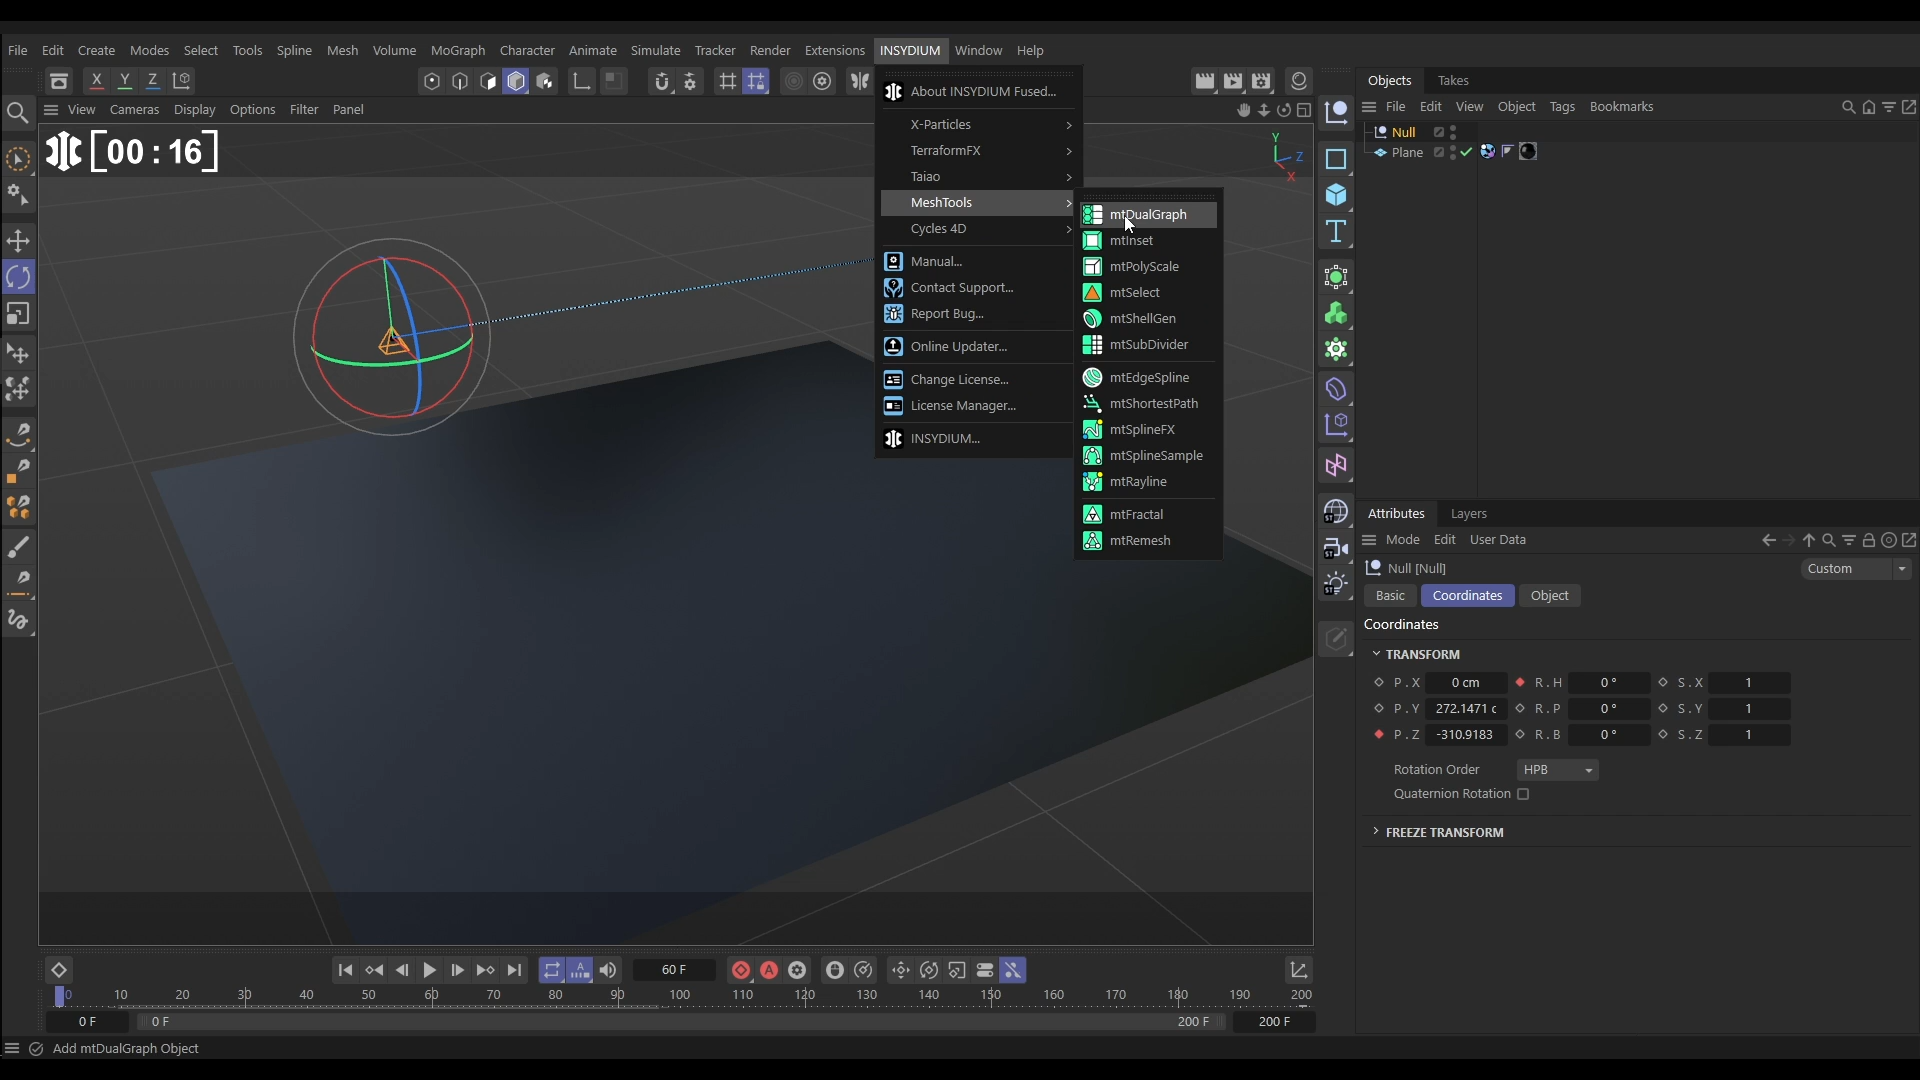 File Edit Create Modes Select Tools Spline Mesh Volume MoGraph Character Animate Simulate Tracker Render Extensions INSYDIUM Window Help
X Y Z
View Cameras Display Options Filter Panel
[00:16]
Y
Z
X
About INSYDIUM Fused...
X-Particles
TerraformFX
Taiao
MeshTools
Cycles 4D
Manual...
Contact Support...
Report Bug...
Online Updater...
Change License...
License Manager...
INSYDIUM...
mtDualGraph
mtInset
mtPolyScale
mtSelect
mtShellGen
mtSubDivider
mtEdgeSpline
mtShortestPath
mtSplineFX
mtSplineSample
mtRayline
mtFractal
mtRemesh
T
ST
ST
ST
Objects Takes
File Edit View Object Tags Bookmarks
Null
Plane
Attributes Layers
Mode Edit User Data
Null [Null] Custom
Basic Coordinates Object
Coordinates
TRANSFORM
P . X 0 cm R . H 0 ° S . X 1
P . Y 272.1471 c R . P 0 ° S . Y 1
P . Z -310.9183 R . B 0 ° S . Z 1
Rotation Order HPB
Quaternion Rotation
FREEZE TRANSFORM
A 60 F A
0 10 20 30 40 50 60 70 80 90 100 110 120 130 140 150 160 170 180 190 200
0 F 0 F 200 F 200 F
Add mtDualGraph Object